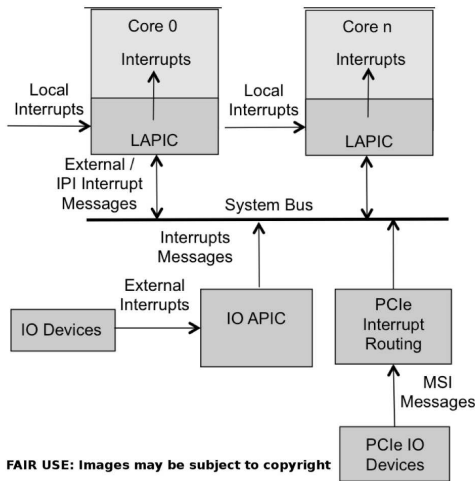 Core 0
Interrupts
Local
Interrupts
LAPIC
Core n
Interrupts
Local
Interrupts
LAPIC
External /
IPI Interrupt
Messages
System Bus
Interrupts
Messages
External
Interrupts
IO Devices
IO APIC
PCIe
Interrupt
Routing
MSI
Messages
PCIe IO
Devices
FAIR USE: Images may be subject to copyright